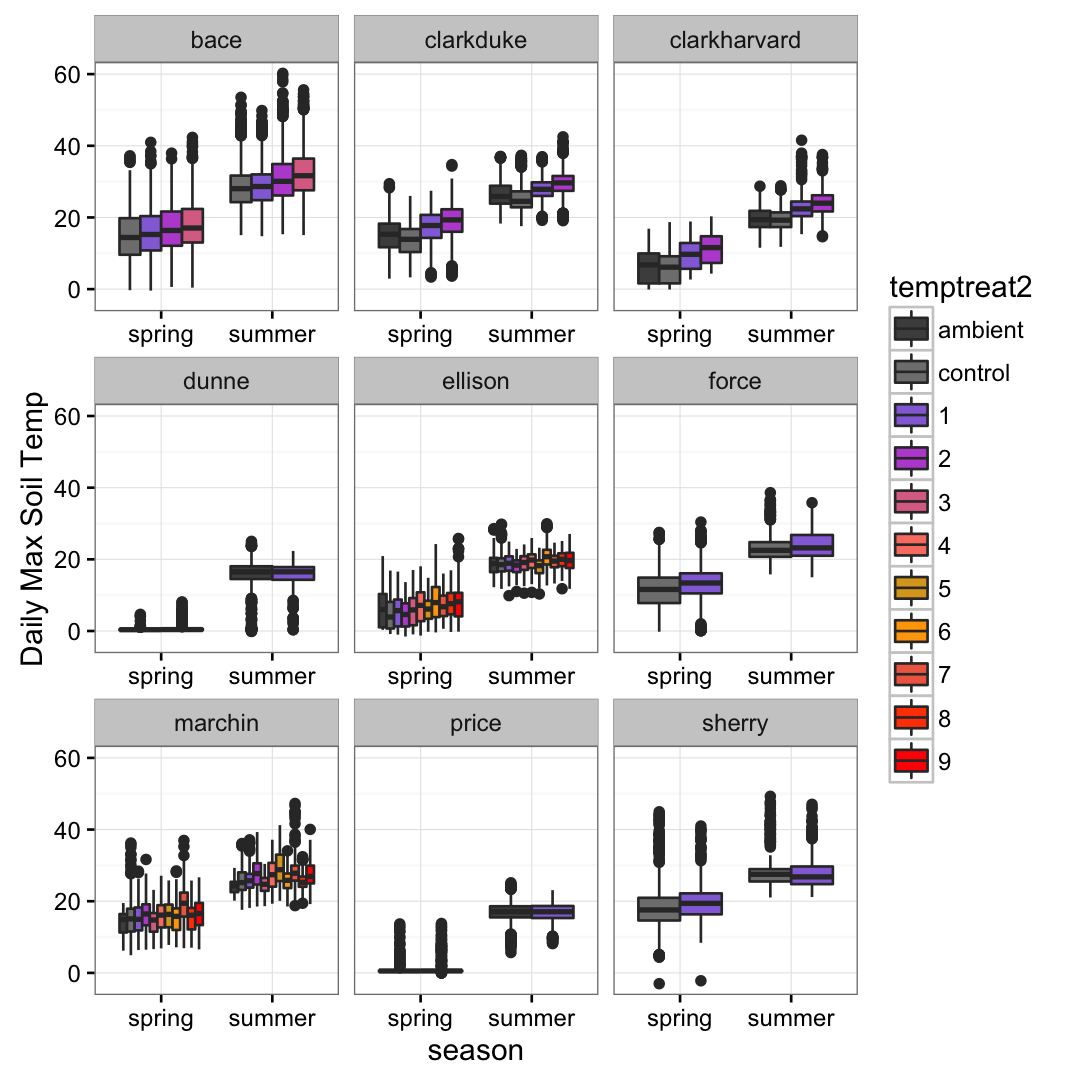 bace clarkduke clarkharvard
60
40
20
0
spring summer spring summer spring summer
dunne ellison force
60
40
20
0
spring summer spring summer spring summer
marchin price sherry
60
40
20
0
spring summer spring summer spring summer
season
Daily Max Soil Temp
temptreat2
ambient
control
1
2
3
4
5
6
7
8
9